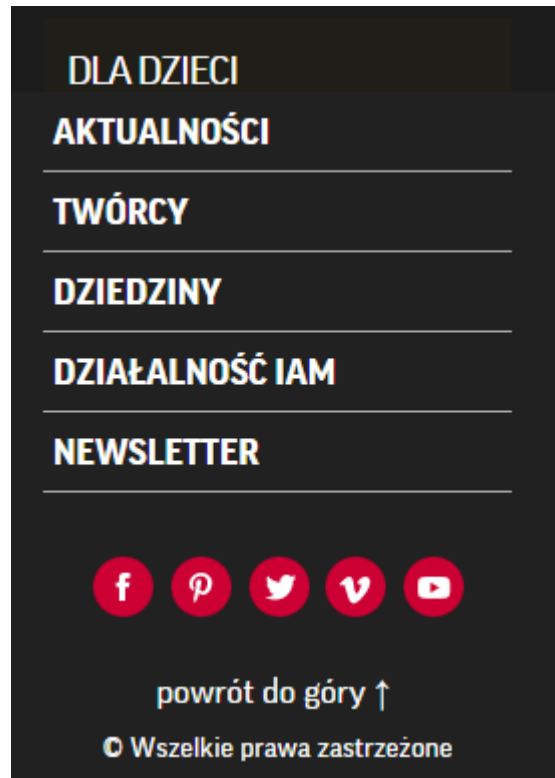 DLA DZIECI
AKTUALNOŚCI
TWÓRCY
DZIEDZINY
DZIAŁALNOŚĆ IAM
NEWSLETTER
powrót do góry ↑
© Wszelkie prawa zastrzeżone